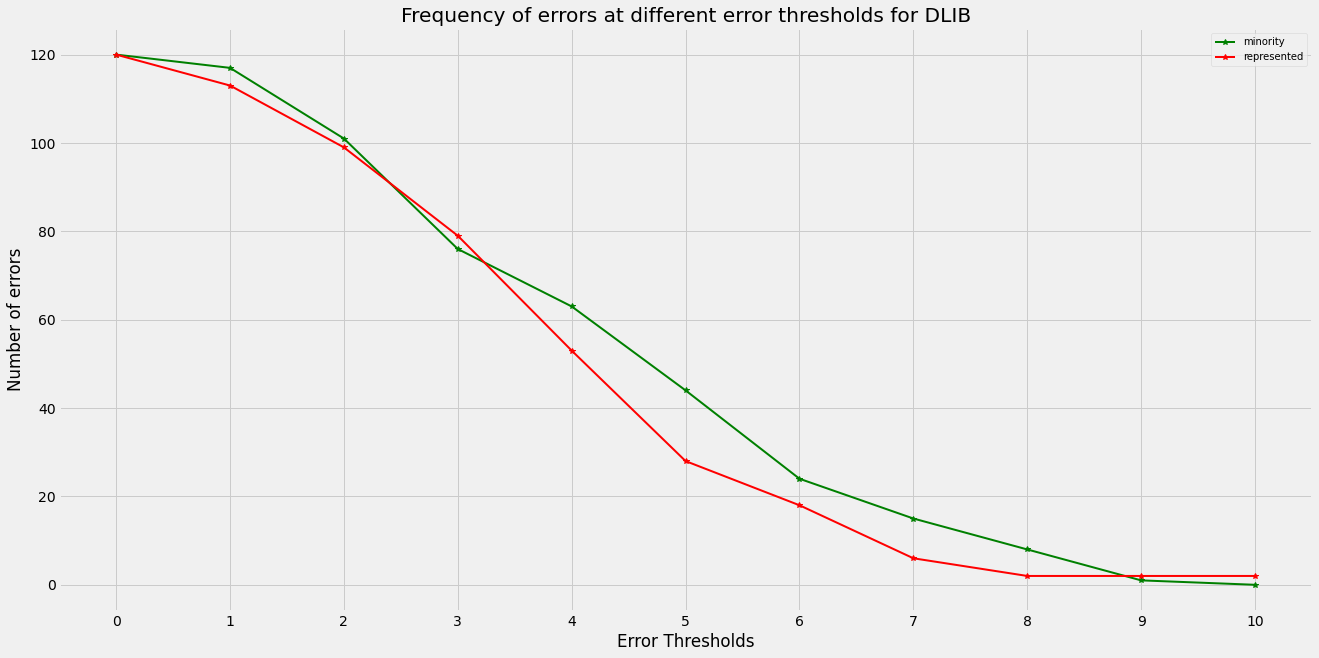 Frequency of errors at different error thresholds for DLIB
minority
represented
120
100
80
60
40
20
0
Number of errors
0 1 2 3 4 5 6 7 8 9 10
Error Thresholds